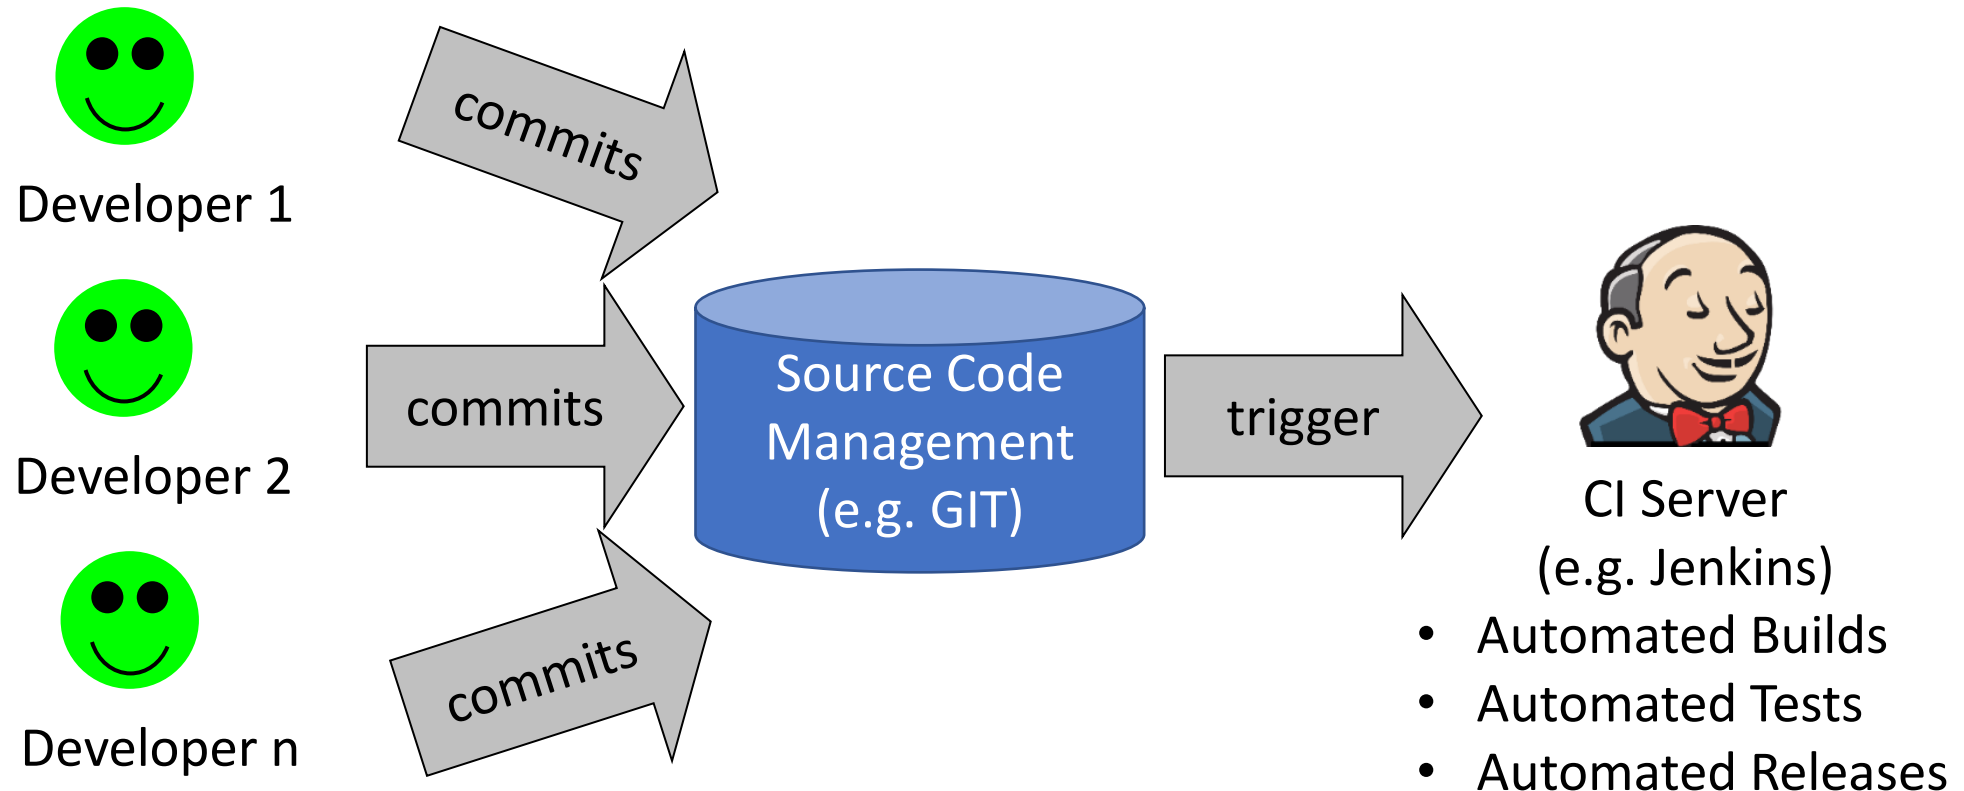 Developer 1
commits
Developer 2
commits
Developer n
commits
Source Code
Management
(e.g. GIT)
trigger
CI Server
(e.g. Jenkins)
• Automated Builds
• Automated Tests
• Automated Releases